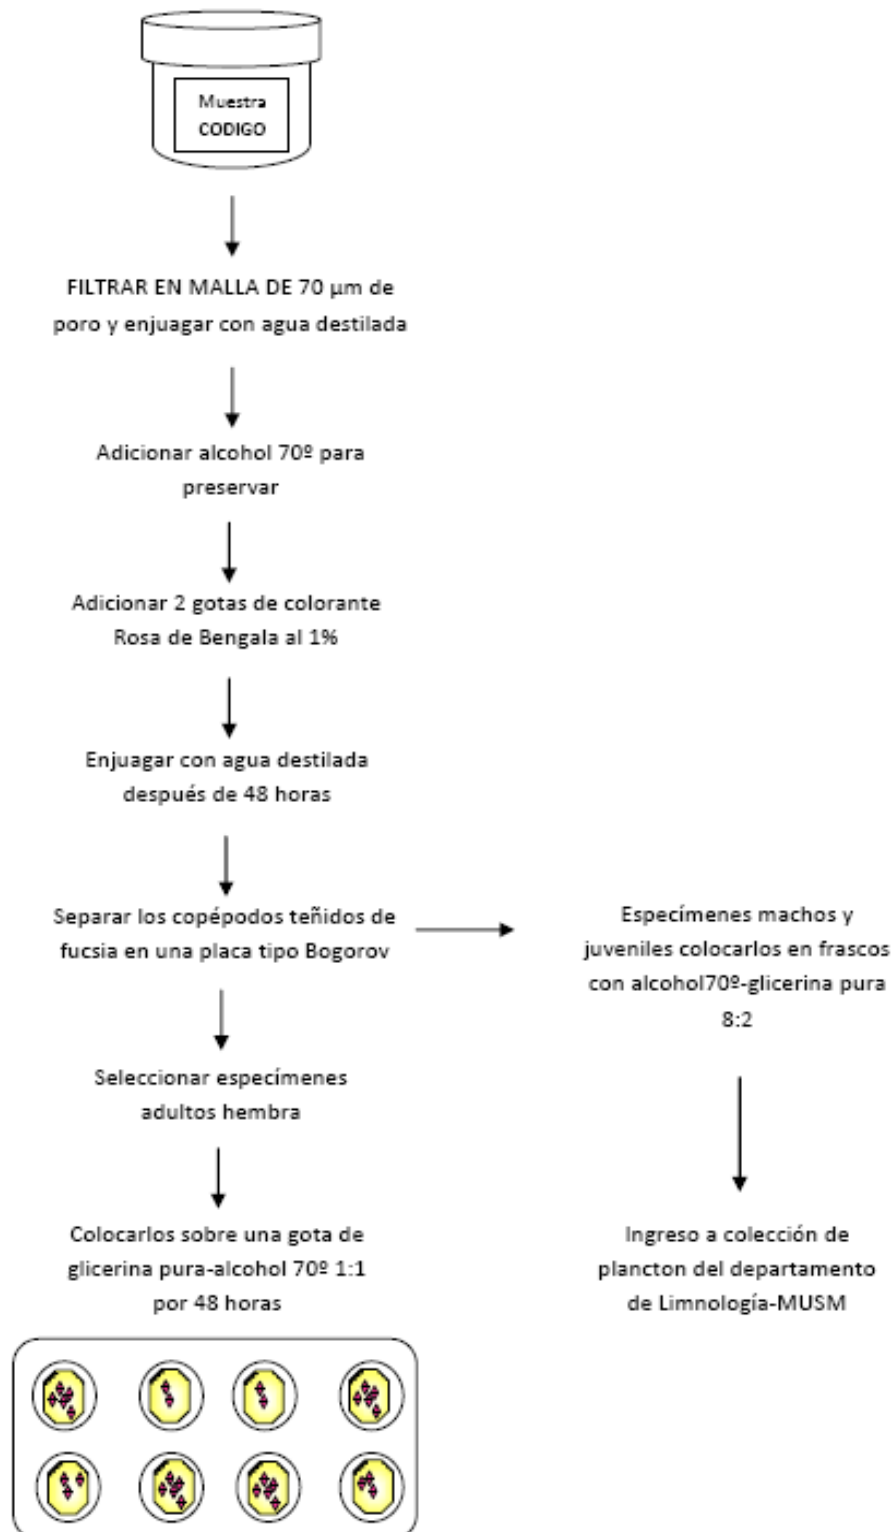 Muestra
CODIGO
FILTRAR EN MALLA DE 70 µm de
poro y enjuagar con agua destilada
Adicionar alcohol 70º para
preservar
Adicionar 2 gotas de colorante
Rosa de Bengala al 1%
Enjuagar con agua destilada
después de 48 horas
Separar los copépodos teñidos de
fucsia en una placa tipo Bogorov
Especímenes machos y
juveniles colocarlos en frascos
con alcohol70º-glicerina pura
8:2
Seleccionar especímenes
adultos hembra
Colocarlos sobre una gota de
glicerina pura-alcohol 70º 1:1
por 48 horas
Ingreso a colección de
plancton del departamento
de Limnología-MUSM